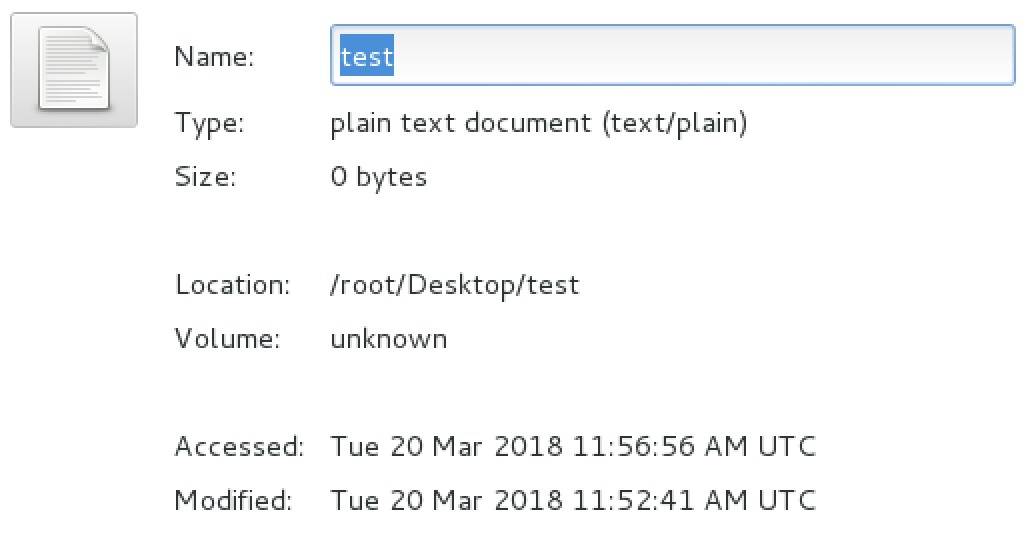 Name: test
Type: plain text document (text/plain)
Size: 0 bytes
Location: /root/Desktop/test
Volume: unknown
Accessed: Tue 20 Mar 2018 11:56:56 AM UTC
Modified: Tue 20 Mar 2018 11:52:41 AM UTC